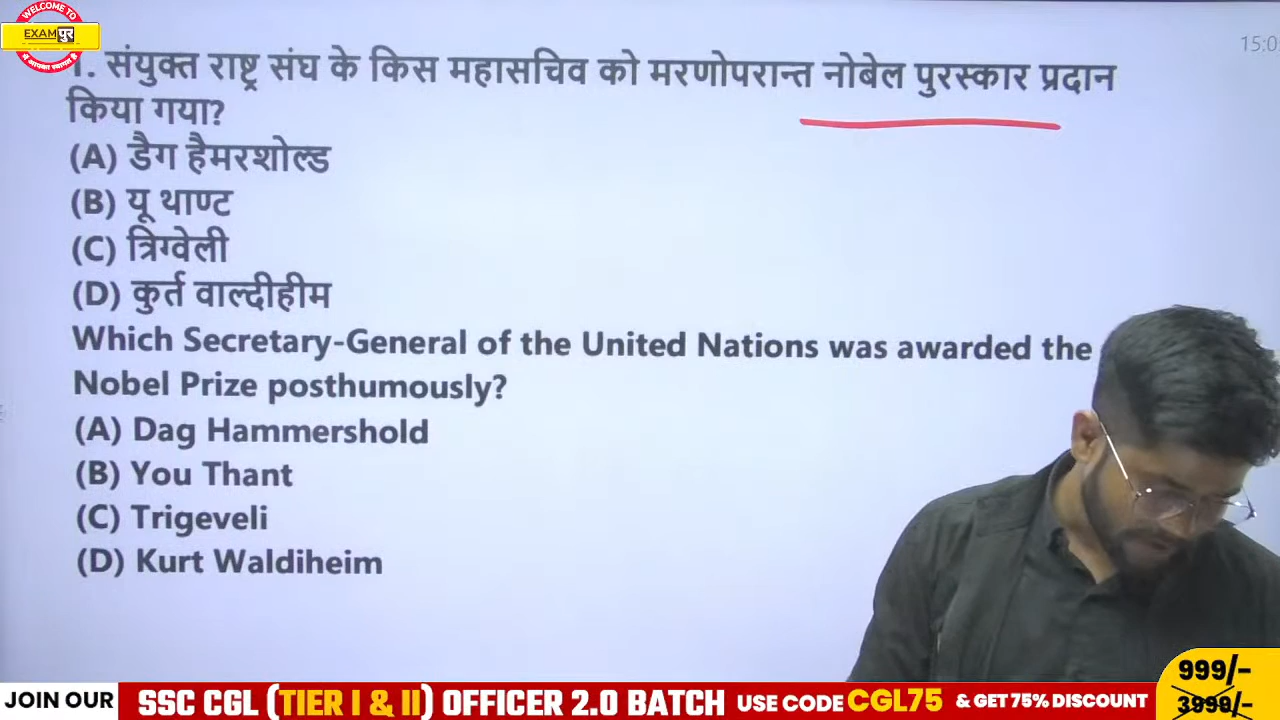 WELCOME TO
EXAMपुर
15:0
1. संयुक्त राष्ट्र संघ के किस महासचिव को मरणोपरान्त नोबेल पुरस्कार प्रदान
किया गया?
(A) डैग हैमरशोल्ड
(B) यू थाण्ट
(C) त्रिग्वेली
(D) कुर्त वाल्दीहीम
Which Secretary-General of the United Nations was awarded the
Nobel Prize posthumously?
(A) Dag Hammershold
(B) You Thant
(C) Trigeveli
(D) Kurt Waldiheim
JOIN OUR SSC CGL (TIER I & II) OFFICER 2.0 BATCH USE CODE CGL75 & GET 75% DISCOUNT
999/-
3999/-